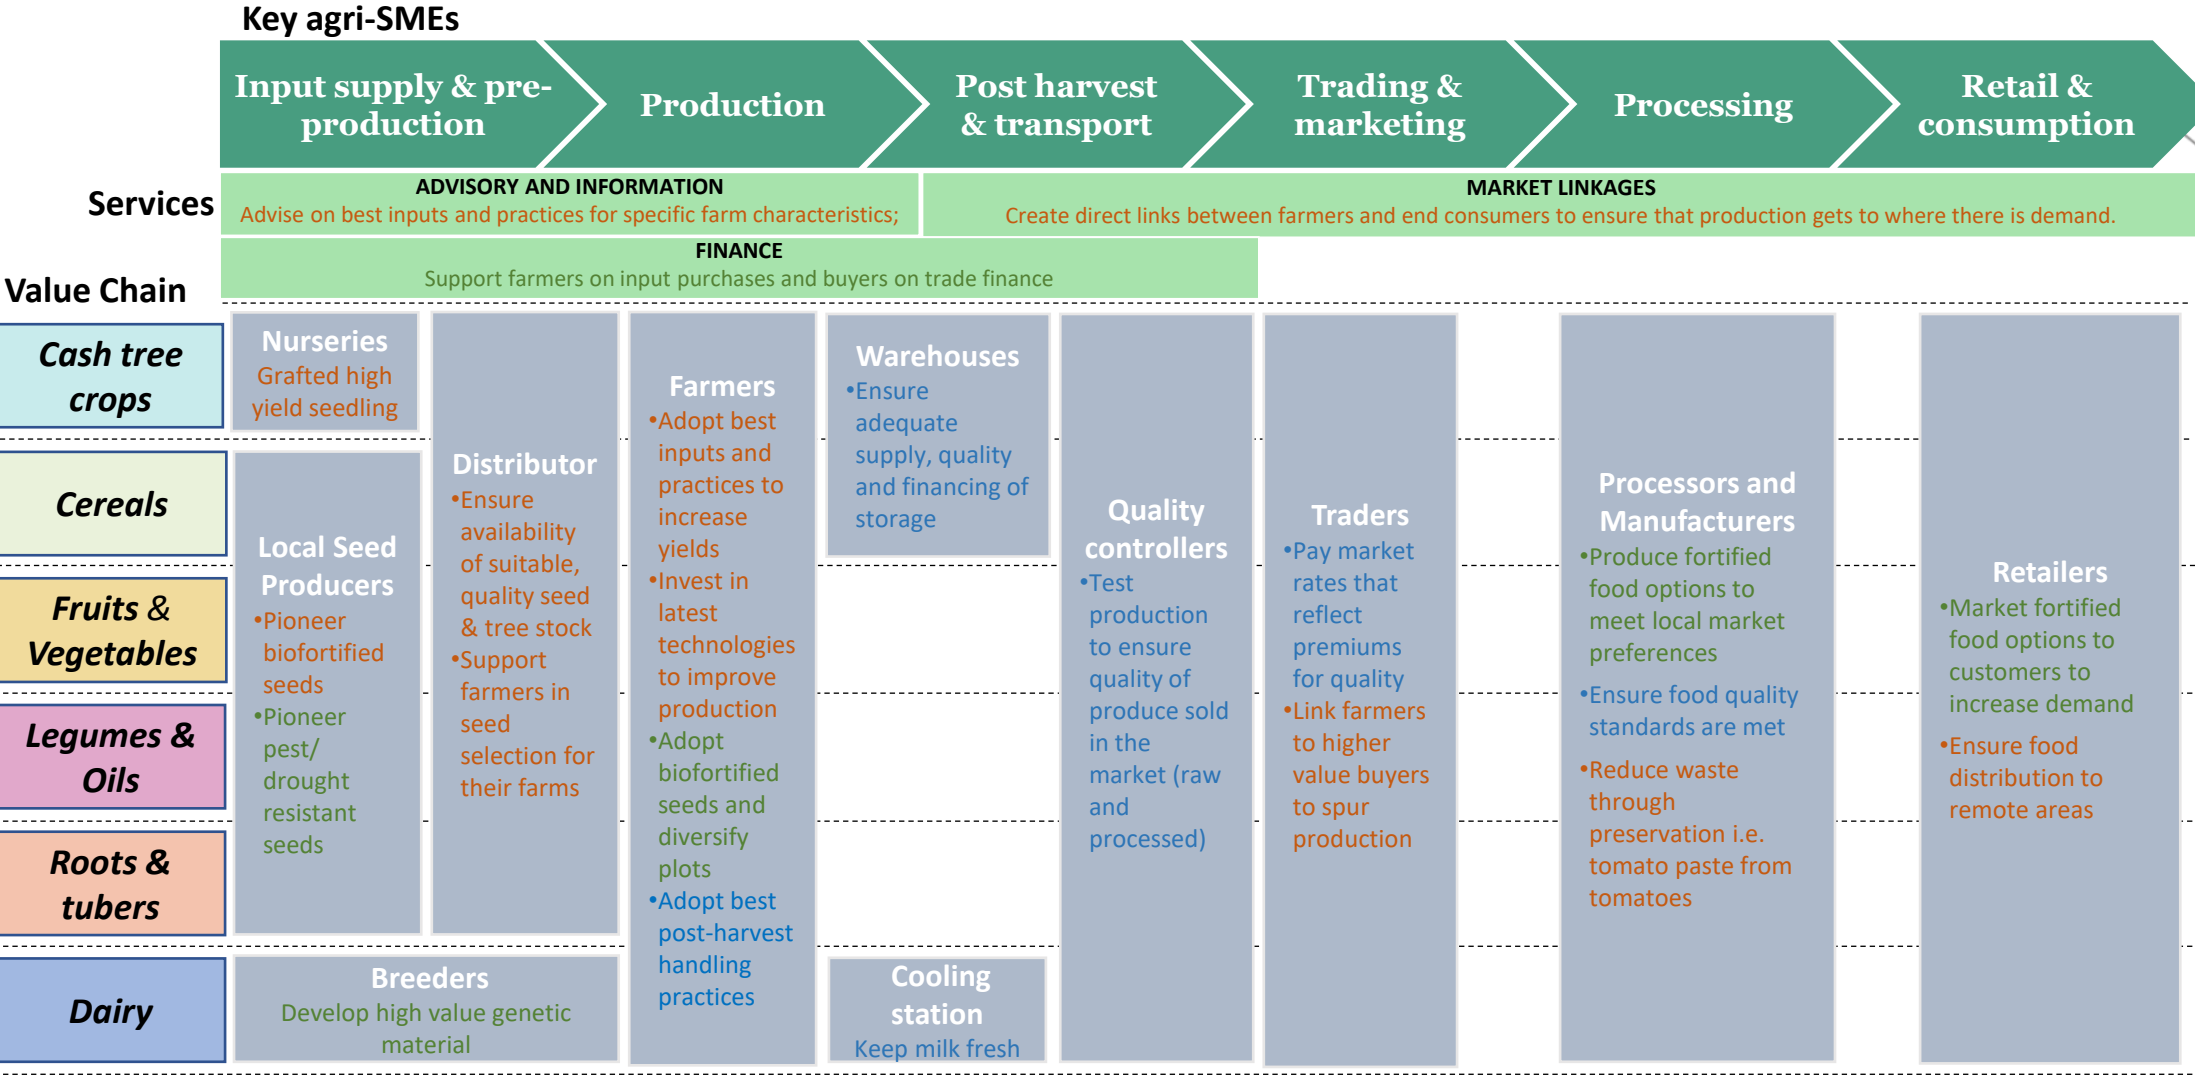 Key agri-SMEs
Input supply & pre-
production
Production
Post harvest
& transport
Trading &
marketing
Processing
Retail &
consumption
Services
ADVISORY AND INFORMATION
Advise on best inputs and practices for specific farm characteristics;
MARKET LINKAGES
Create direct links between farmers and end consumers to ensure that production gets to where there is demand.
FINANCE
Support farmers on input purchases and buyers on trade finance
Value Chain
Cash tree
crops
Cereals
Fruits &
Vegetables
Legumes &
Oils
Roots &
tubers
Dairy
Nurseries
Grafted high
yield seedling
Local Seed
Producers
•Pioneer
biofortified
seeds
•Pioneer
pest/
drought
resistant
seeds
Distributor
•Ensure
availability
of suitable,
quality seed
& tree stock
•Support
farmers in
seed
selection for
their farms
Breeders
Develop high value genetic
material
Farmers
•Adopt best
inputs and
practices to
increase
yields
•Invest in
latest
technologies
to improve
production
•Adopt
biofortified
seeds and
diversify
plots
•Adopt best
post-harvest
handling
practices
Warehouses
•Ensure
adequate
supply, quality
and financing of
storage
Cooling
station
Keep milk fresh
Quality
controllers
•Test
production
to ensure
quality of
produce sold
in the
market (raw
and
processed)
Traders
•Pay market
rates that
reflect
premiums
for quality
•Link farmers
to higher
value buyers
to spur
production
Processors and
Manufacturers
•Produce fortified
food options to
meet local market
preferences
•Ensure food quality
standards are met
•Reduce waste
through
preservation i.e.
tomato paste from
tomatoes
Retailers
•Market fortified
food options to
customers to
increase demand
•Ensure food
distribution to
remote areas